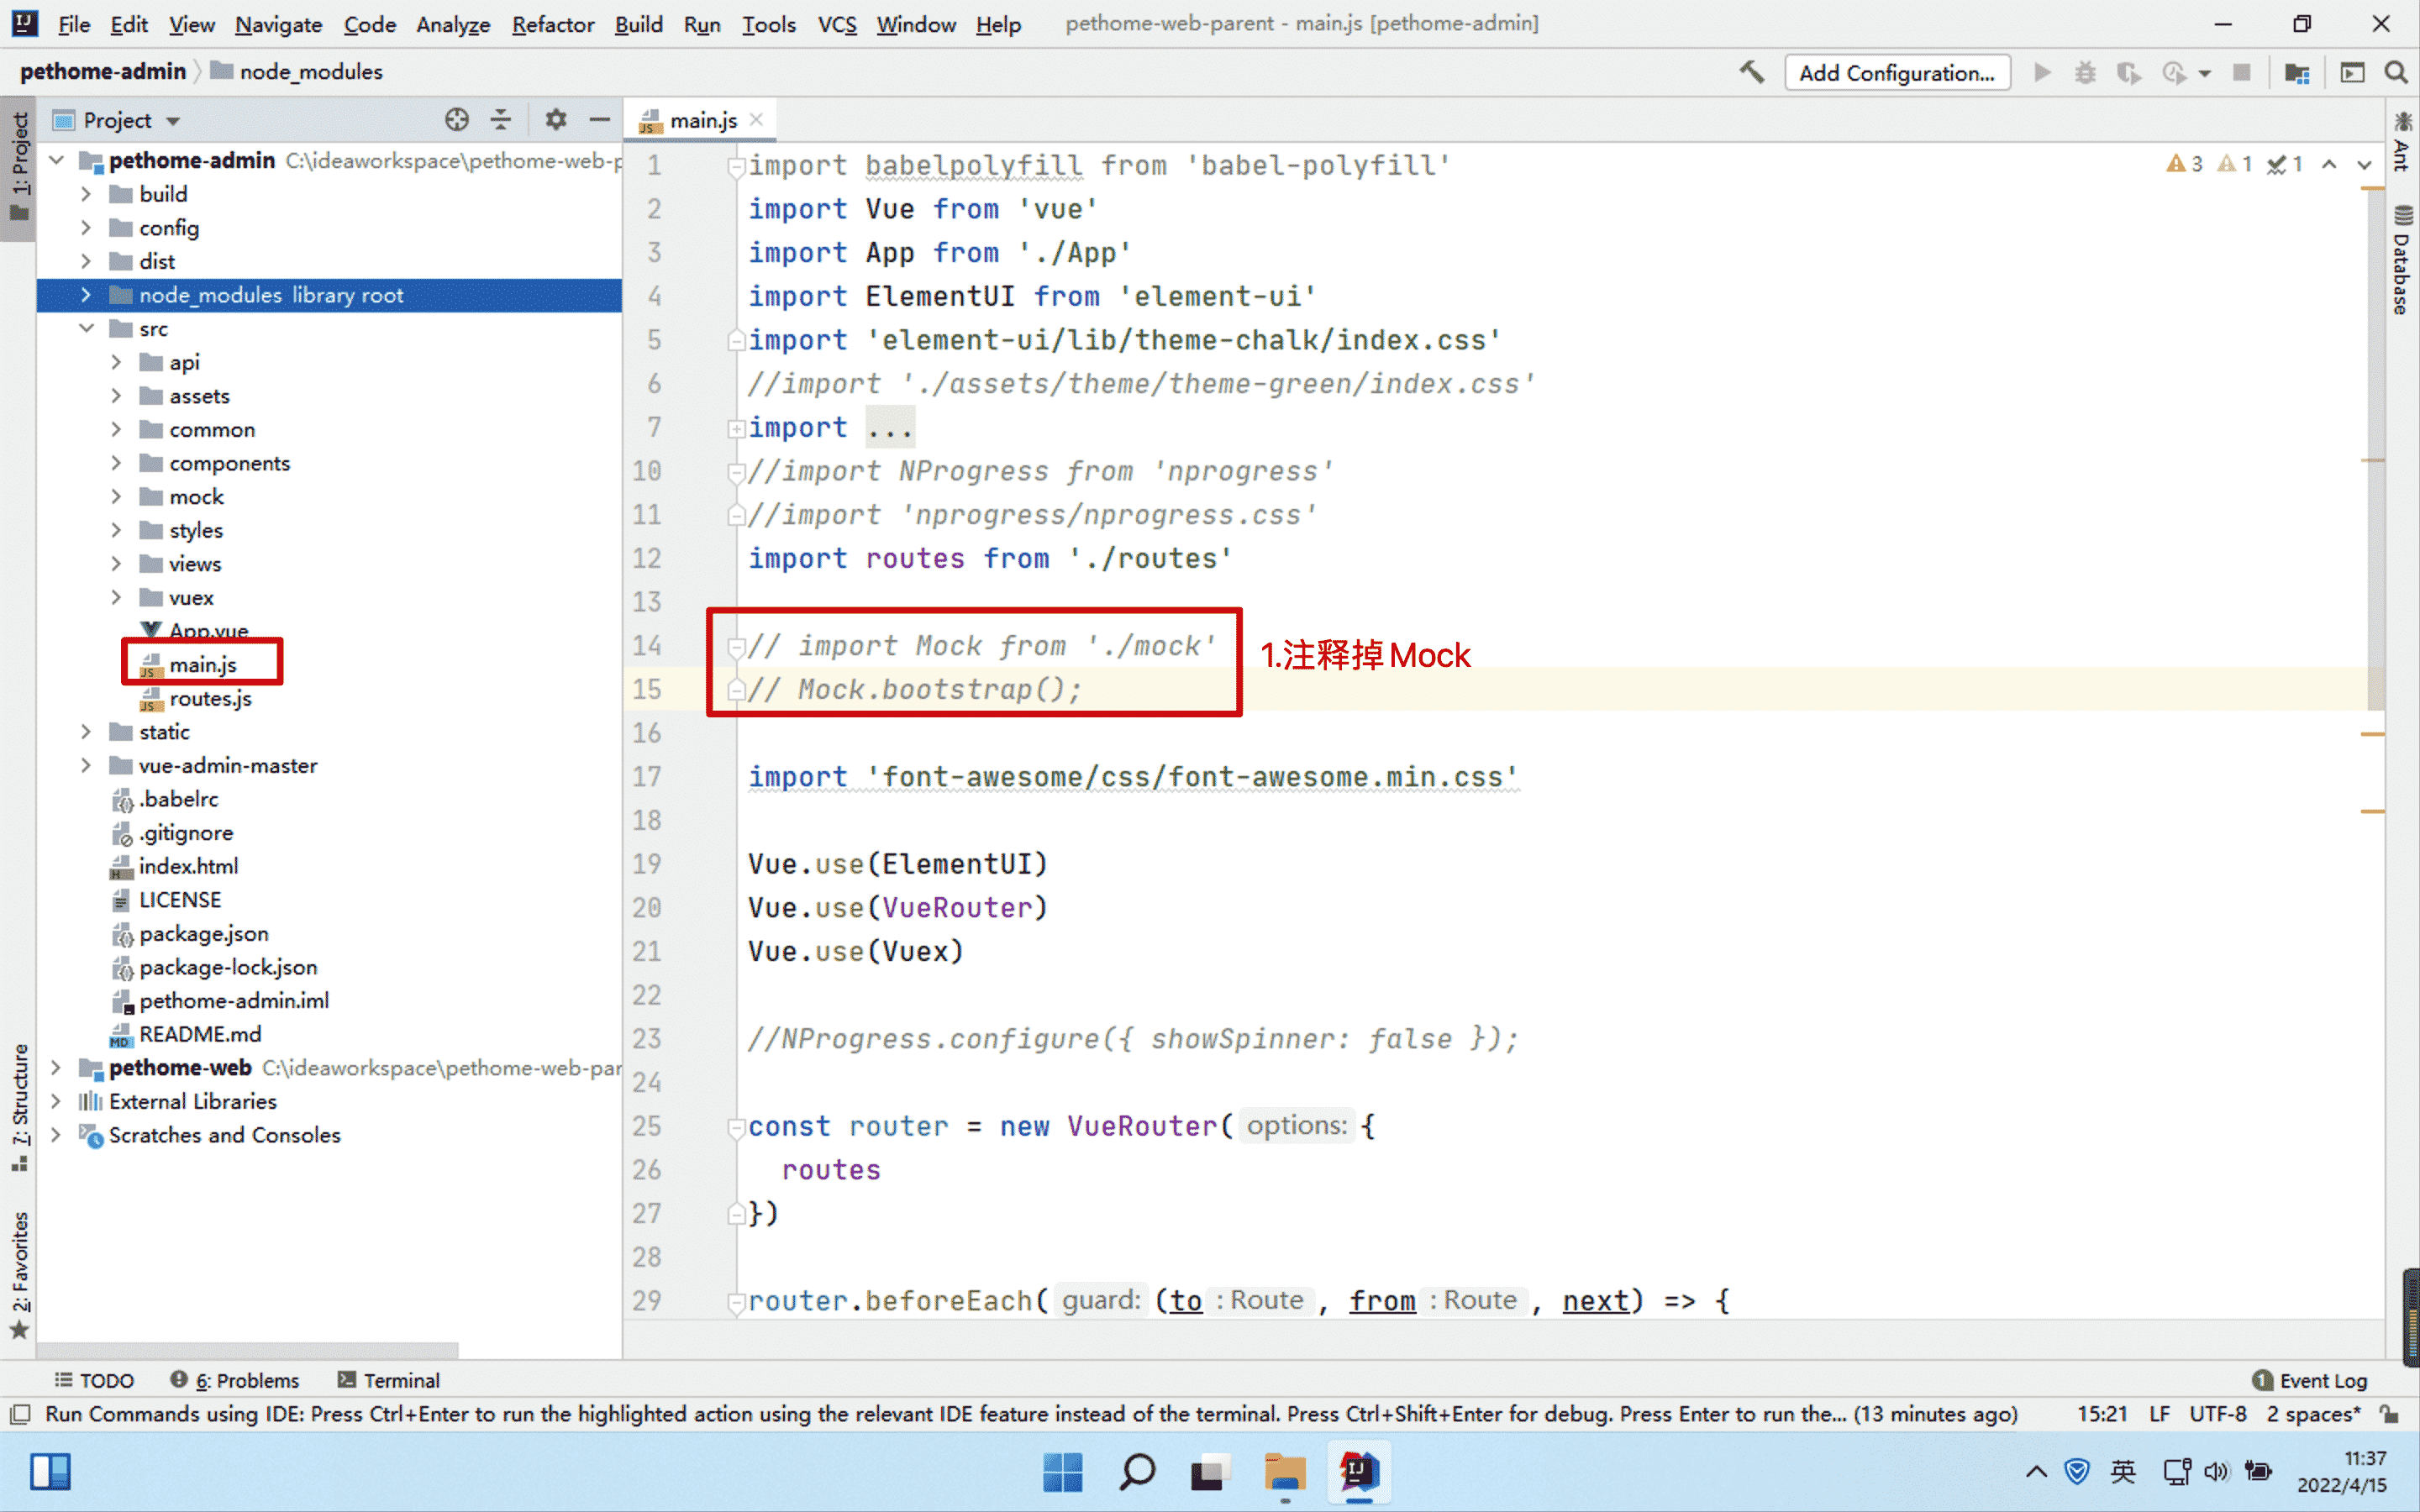 File Edit View Navigate Code Analyze Refactor Build Run Tools VCS Window Help pethome-web-parent - main.js [pethome-admin]
pethome-admin node_modules
Add Configuration...
1: Project
Project
main.js
pethome-admin C:\ideaworkspace\pethome-web-p
build
config
dist
node_modules library root
src
api
assets
common
components
mock
styles
views
vuex
App.vue
main.js
routes.js
static
vue-admin-master
.babelrc
.gitignore
index.html
LICENSE
package.json
package-lock.json
pethome-admin.iml
README.md
pethome-web C:\ideaworkspace\pethome-web-par
External Libraries
Scratches and Consoles
7: Structure
2: Favorites
1 import babelpolyfill from 'babel-polyfill'
2 import Vue from 'vue'
3 import App from './App'
4 import ElementUI from 'element-ui'
5 import 'element-ui/lib/theme-chalk/index.css'
6 //import './assets/theme/theme-green/index.css'
7 import ...
10 //import NProgress from 'nprogress'
11 //import 'nprogress/nprogress.css'
12 import routes from './routes'
13
14 // import Mock from './mock'
1.注释掉Mock
15 // Mock.bootstrap();
16
17 import 'font-awesome/css/font-awesome.min.css'
18
19 Vue.use(ElementUI)
20 Vue.use(VueRouter)
21 Vue.use(Vuex)
22
23 //NProgress.configure({ showSpinner: false });
24
25 const router = new VueRouter( options: {
26 routes
27 })
28
29 router.beforeEach( guard: (to : Route , from : Route , next) => {
3 1 1
Ant
Database
TODO 6: Problems Terminal
1 Event Log
Run Commands using IDE: Press Ctrl+Enter to run the highlighted action using the relevant IDE feature instead of the terminal. Press Ctrl+Shift+Enter for debug. Press Enter to run the... (13 minutes ago) 15:21 LF UTF-8 2 spaces*
英
11:37
2022/4/15